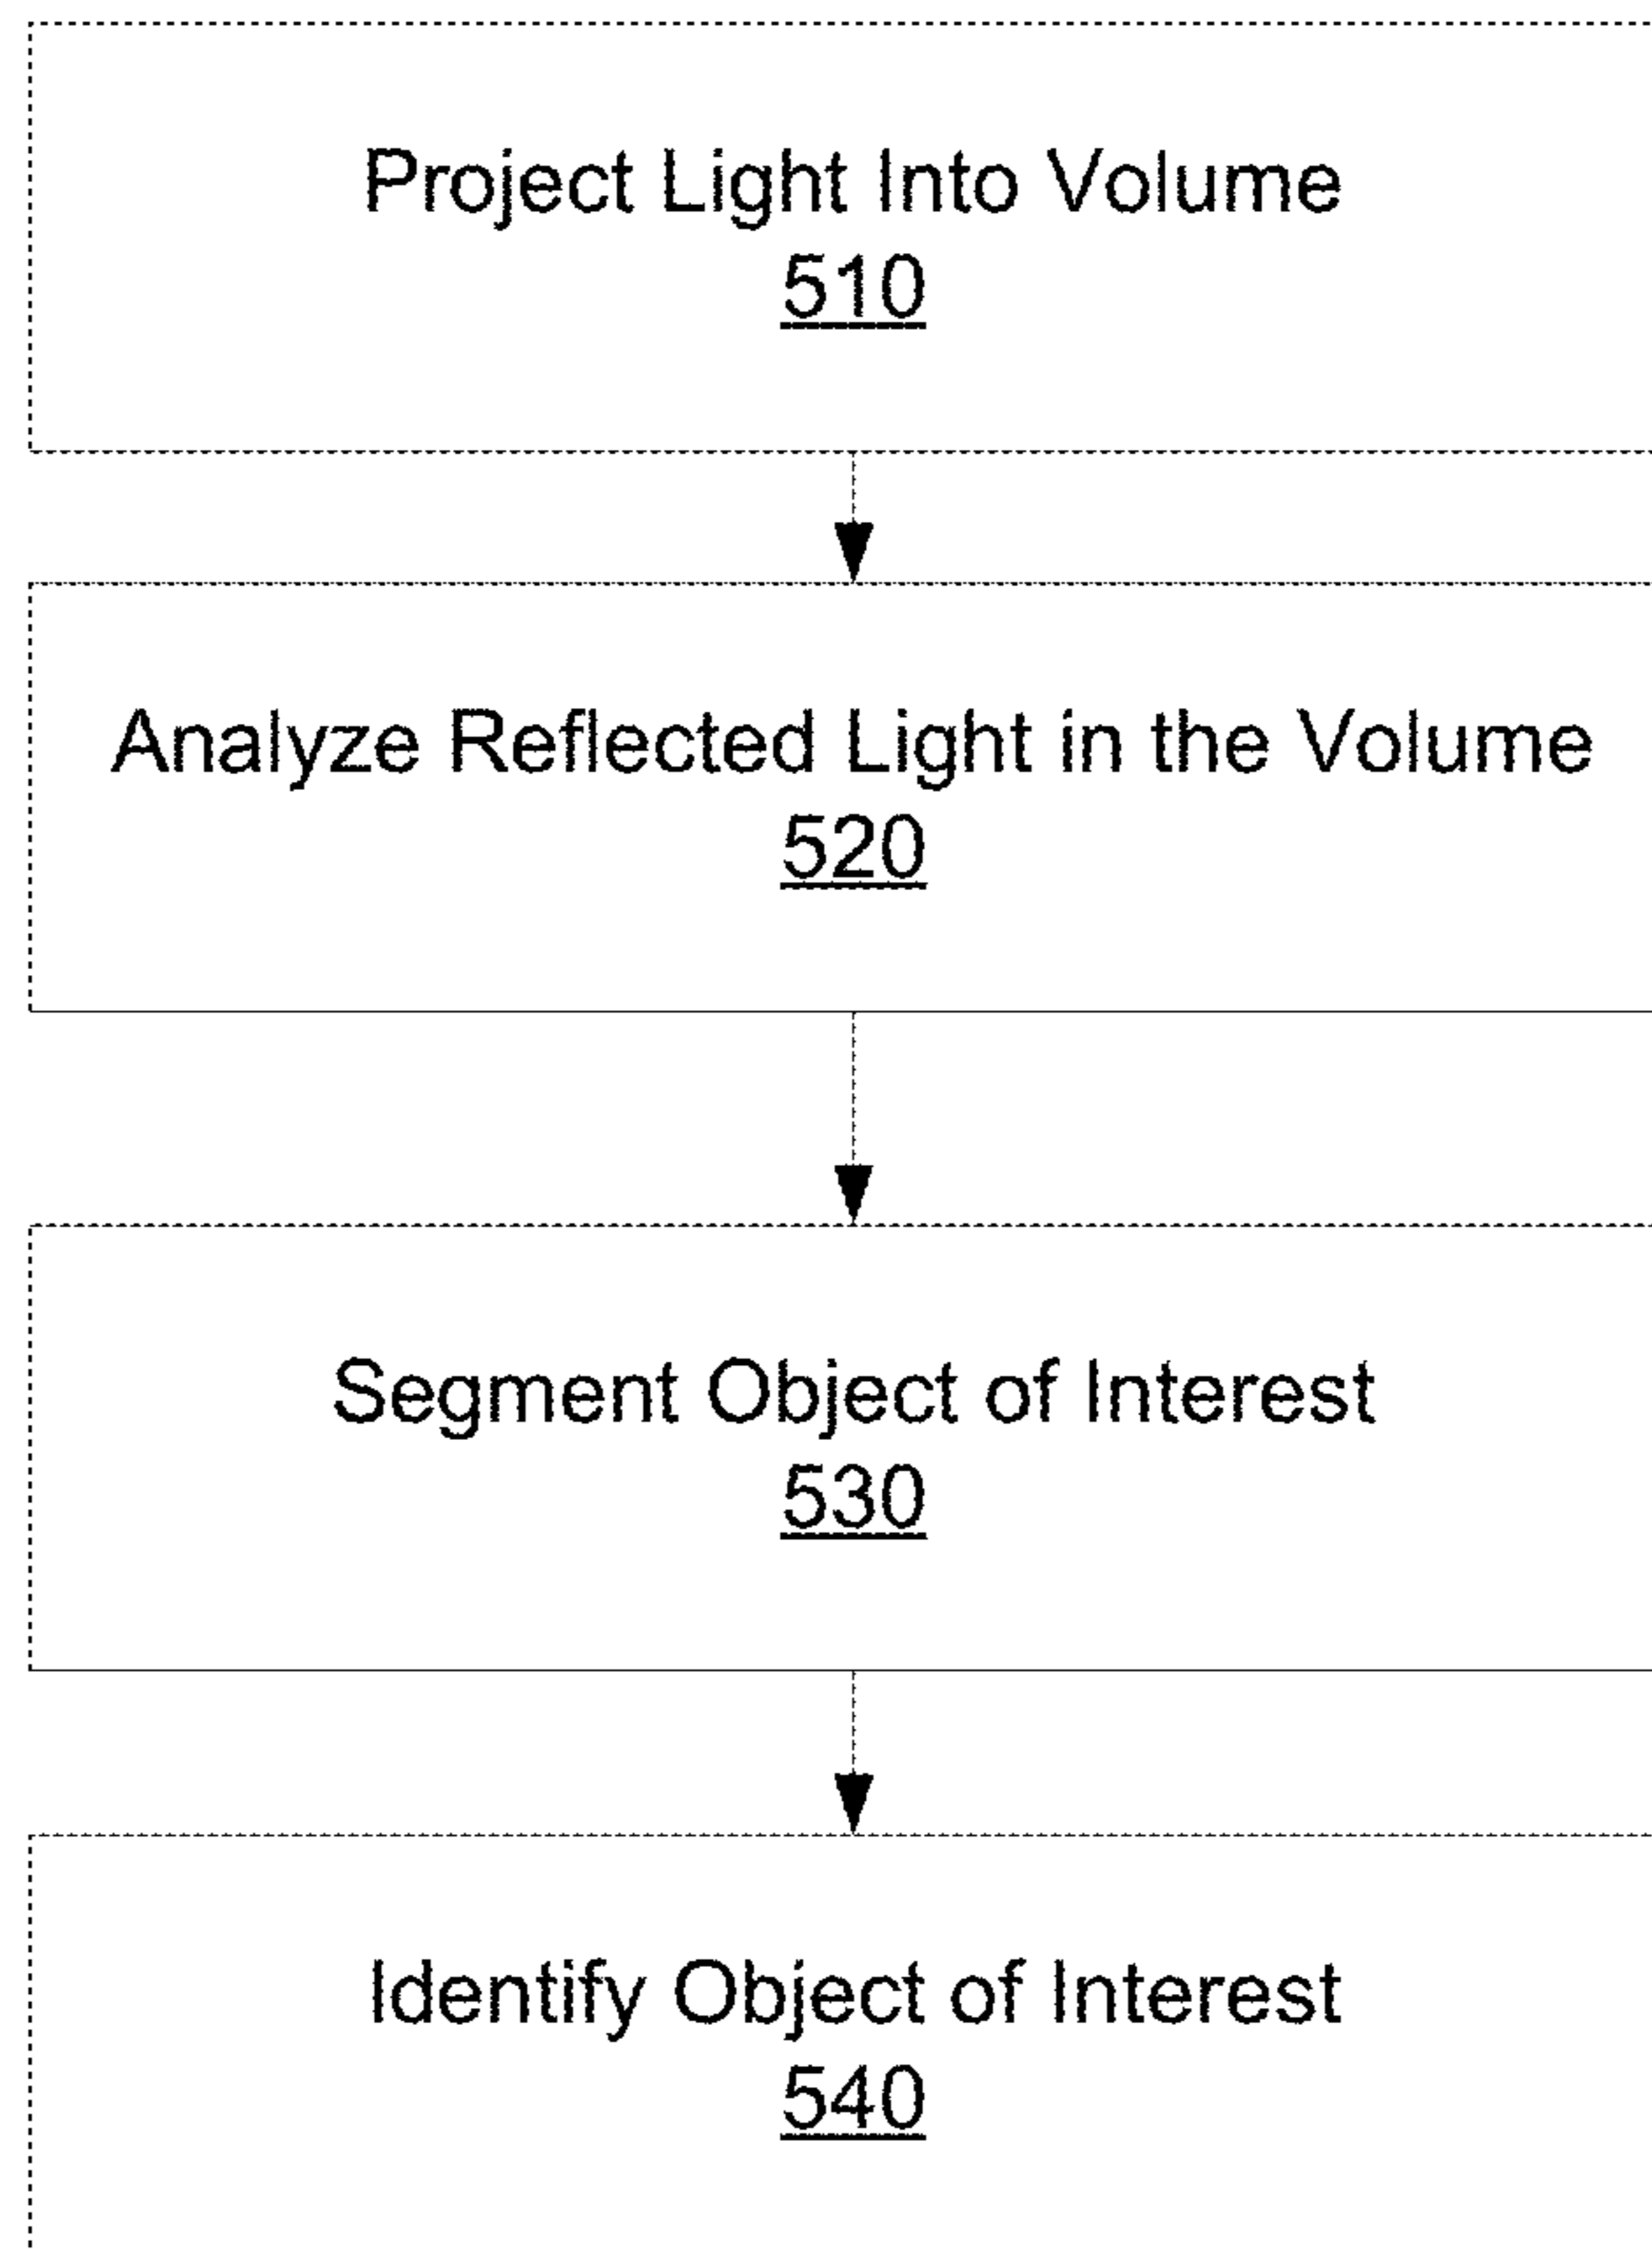 Project Light Into Volume
510
Analyze Reflected Light in the Volume
520
Segment Object of Interest
530
Identify Object of Interest
540